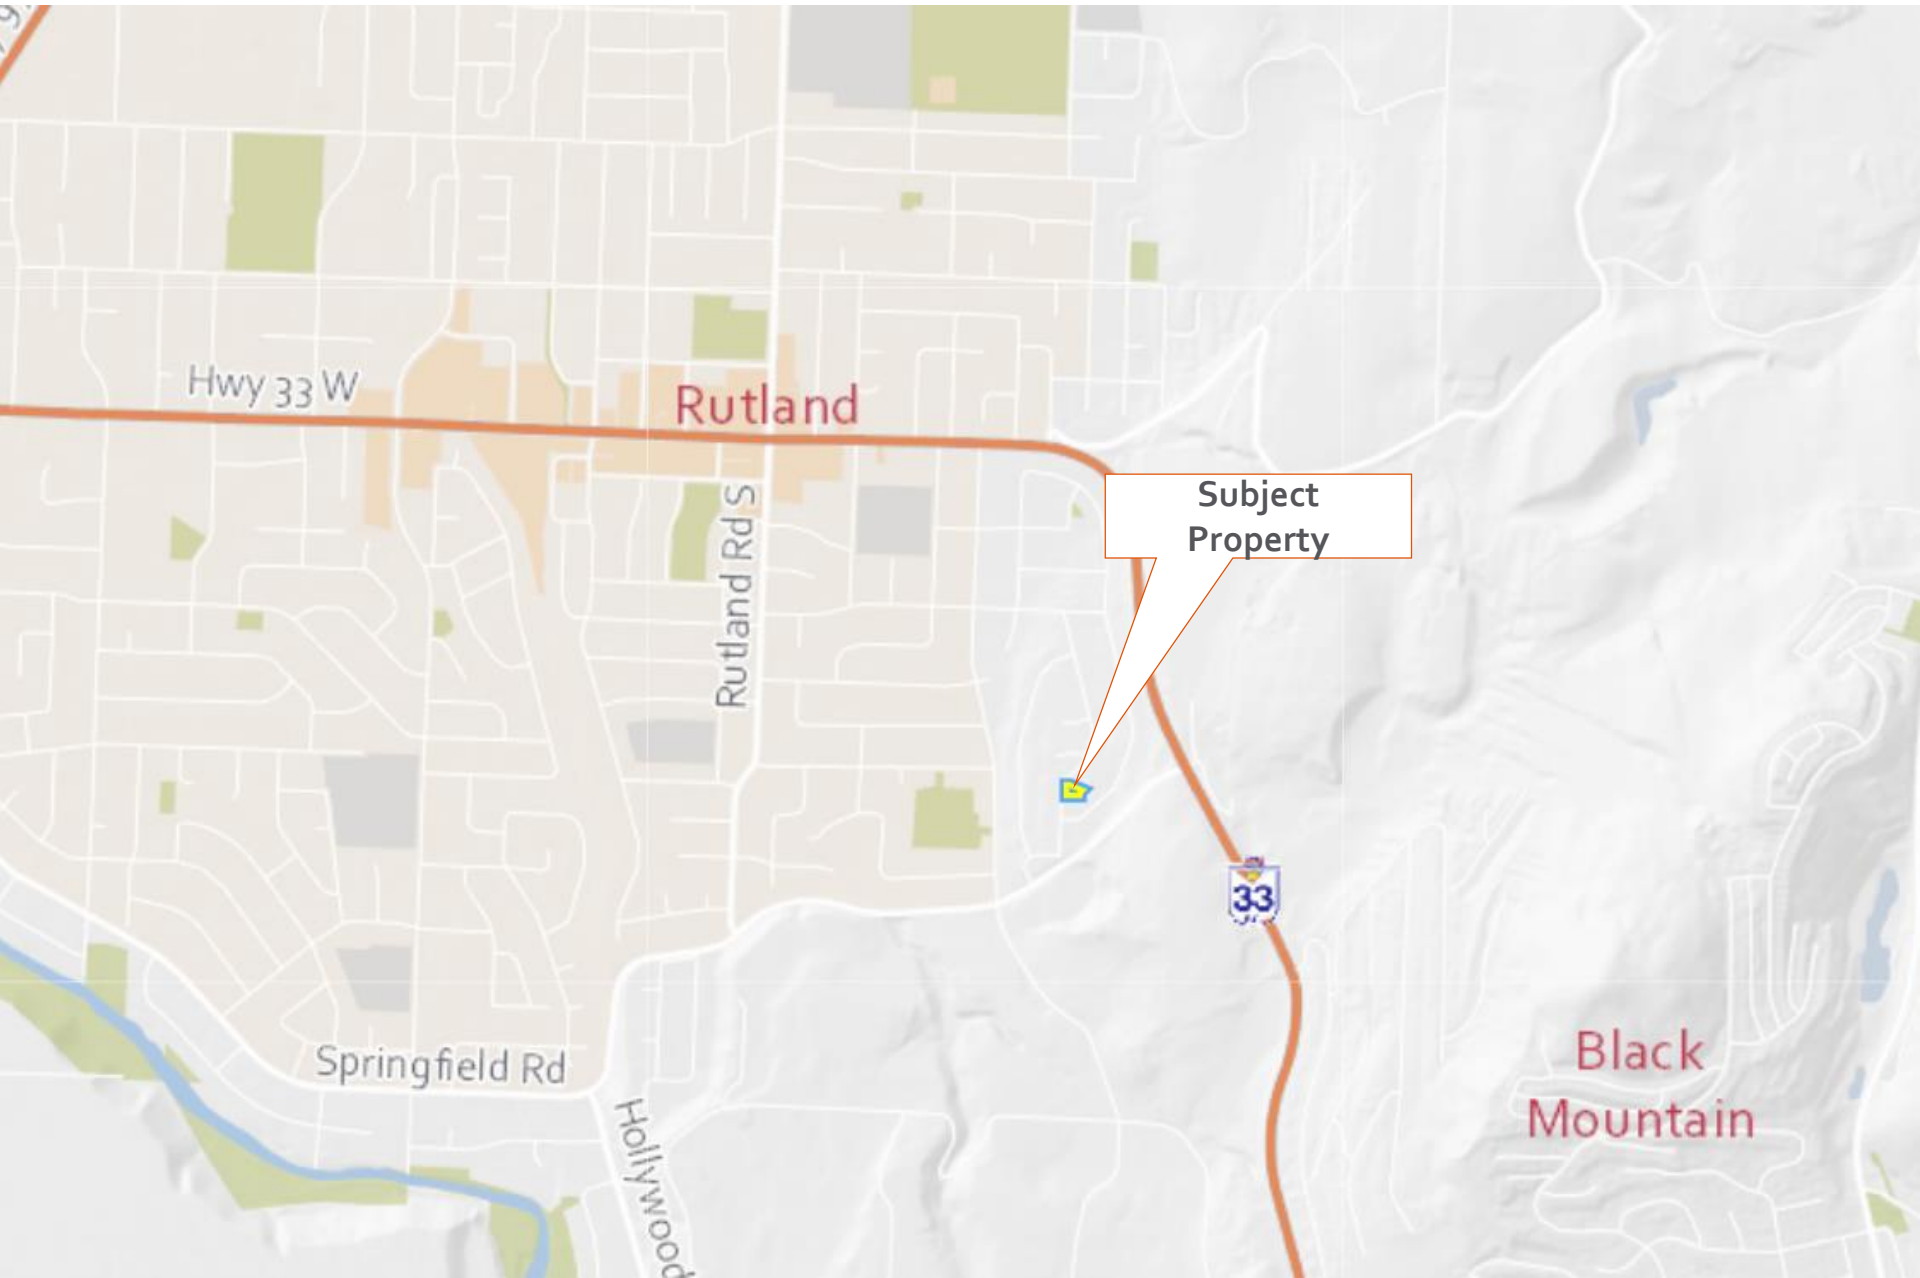 Hwy 33 W
Rutland
Subject
Property
Rutland Rd S
33
Black
Mountain
Springfield Rd
Hollywood